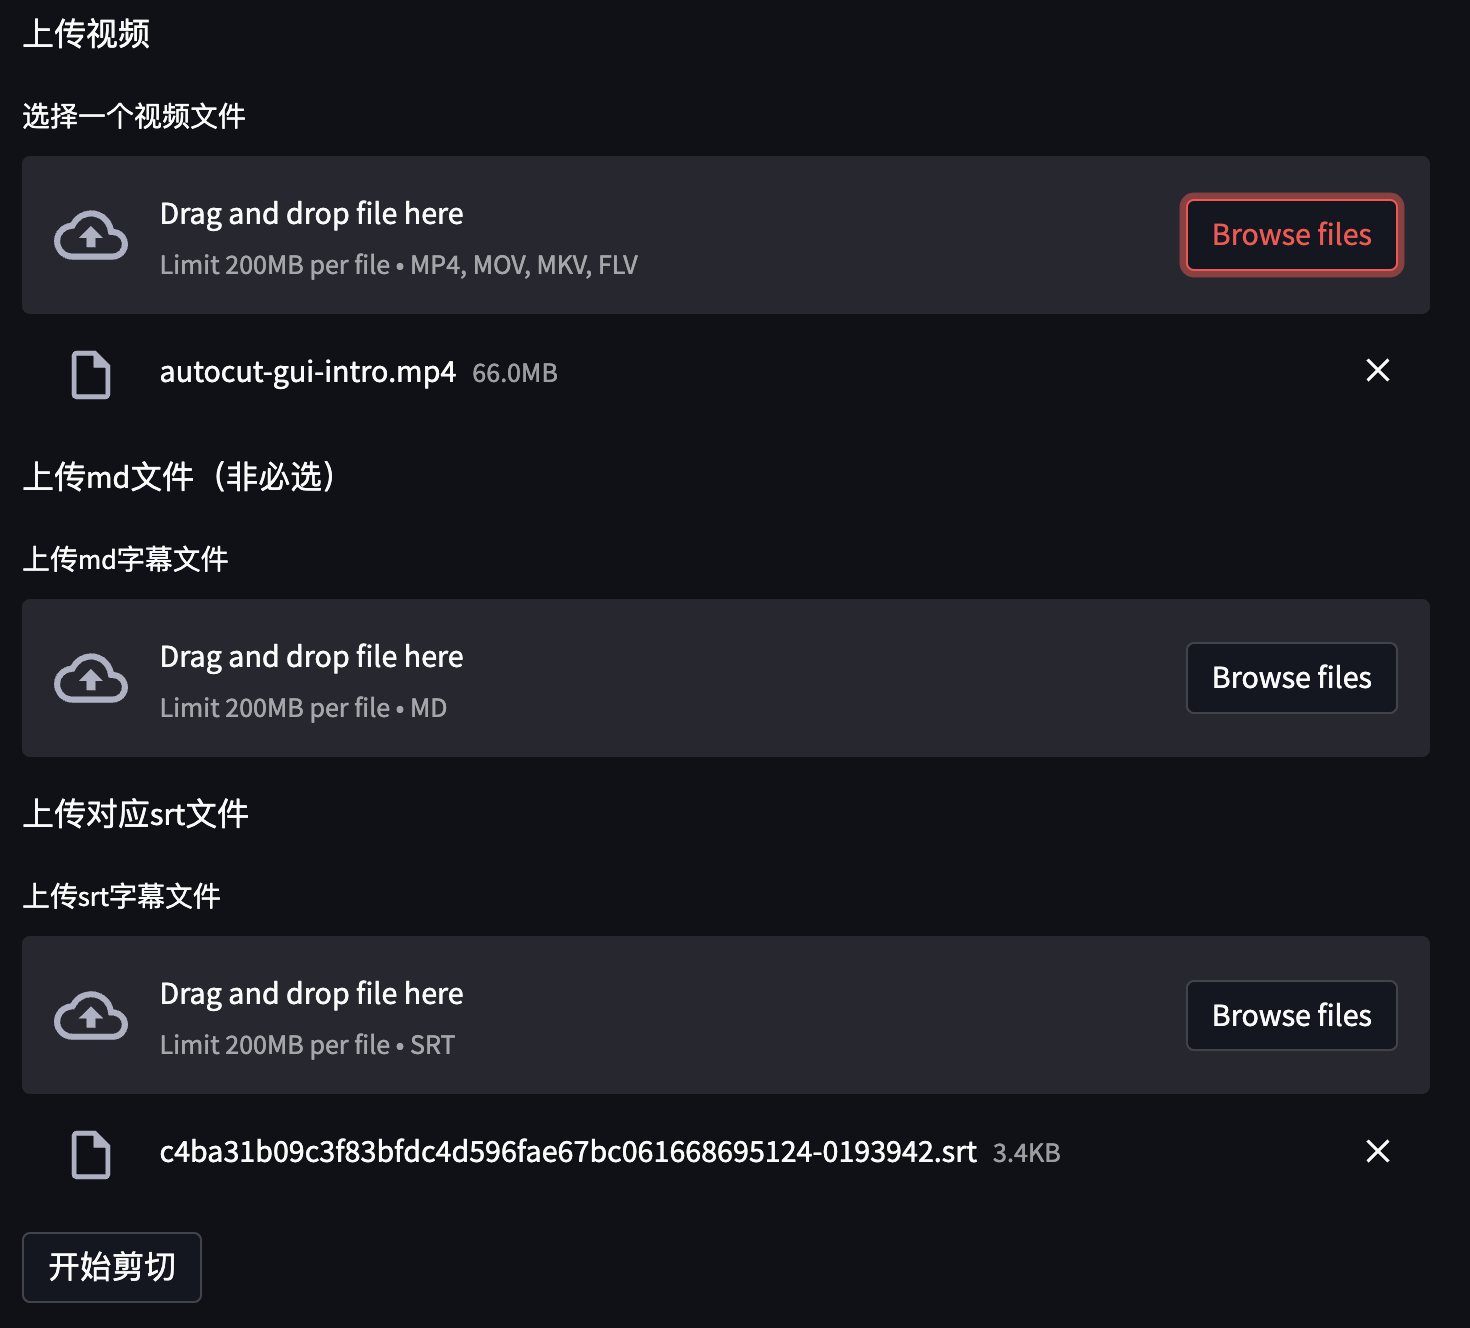 上传视频
选择一个视频文件
Drag and drop file here
Limit 200MB per file • MP4, MOV, MKV, FLV
Browse files
autocut-gui-intro.mp4 66.0MB
上传md文件（非必选）
上传md字幕文件
Drag and drop file here
Limit 200MB per file • MD
Browse files
上传对应srt文件
上传srt字幕文件
Drag and drop file here
Limit 200MB per file • SRT
Browse files
c4ba31b09c3f83bfdc4d596fae67bc061668695124-0193942.srt 3.4KB
开始剪切